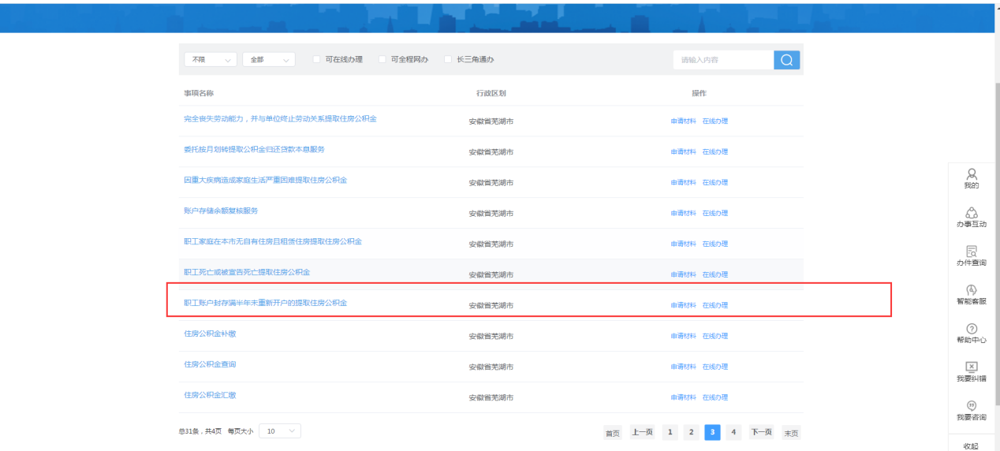 不限 全部 可在线办理 可全程网办 长三角通办 请输入内容
事项名称 行政区划 操作
完全丧失劳动能力，并与单位终止劳动关系提取住房公积金 安徽省芜湖市 申请材料 在线办理
委托按月划转提取公积金归还贷款本息服务 安徽省芜湖市 申请材料 在线办理
因重大疾病造成家庭生活严重困难提取住房公积金 安徽省芜湖市 申请材料 在线办理
账户存储余额复核服务 安徽省芜湖市 申请材料 在线办理
职工家庭在本市无自有住房且租赁住房提取住房公积金 安徽省芜湖市 申请材料 在线办理
职工死亡或被宣告死亡提取住房公积金 安徽省芜湖市 申请材料 在线办理
职工账户封存满半年未重新开户的提取住房公积金 安徽省芜湖市 申请材料 在线办理
住房公积金补缴 安徽省芜湖市 申请材料 在线办理
住房公积金查询 安徽省芜湖市 申请材料 在线办理
住房公积金汇缴 安徽省芜湖市 申请材料 在线办理
总31条，共4页 每页大小 10 首页 上一页 1 2 3 4 下一页 末页
我的
办事互动
办件查询
智能客服
帮助中心
我要纠错
我要咨询
收起